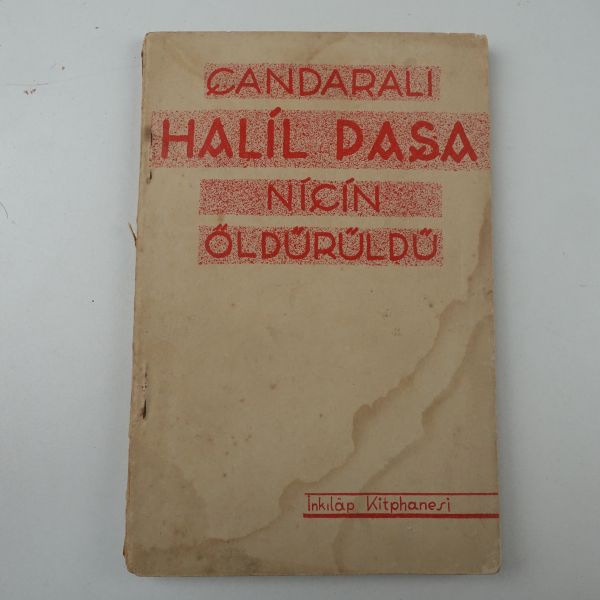 ÇANDARALI
HALİL PAŞA
NİÇİN
ÖLDÜRÜLDÜ
İnkılâp Kitphanesi